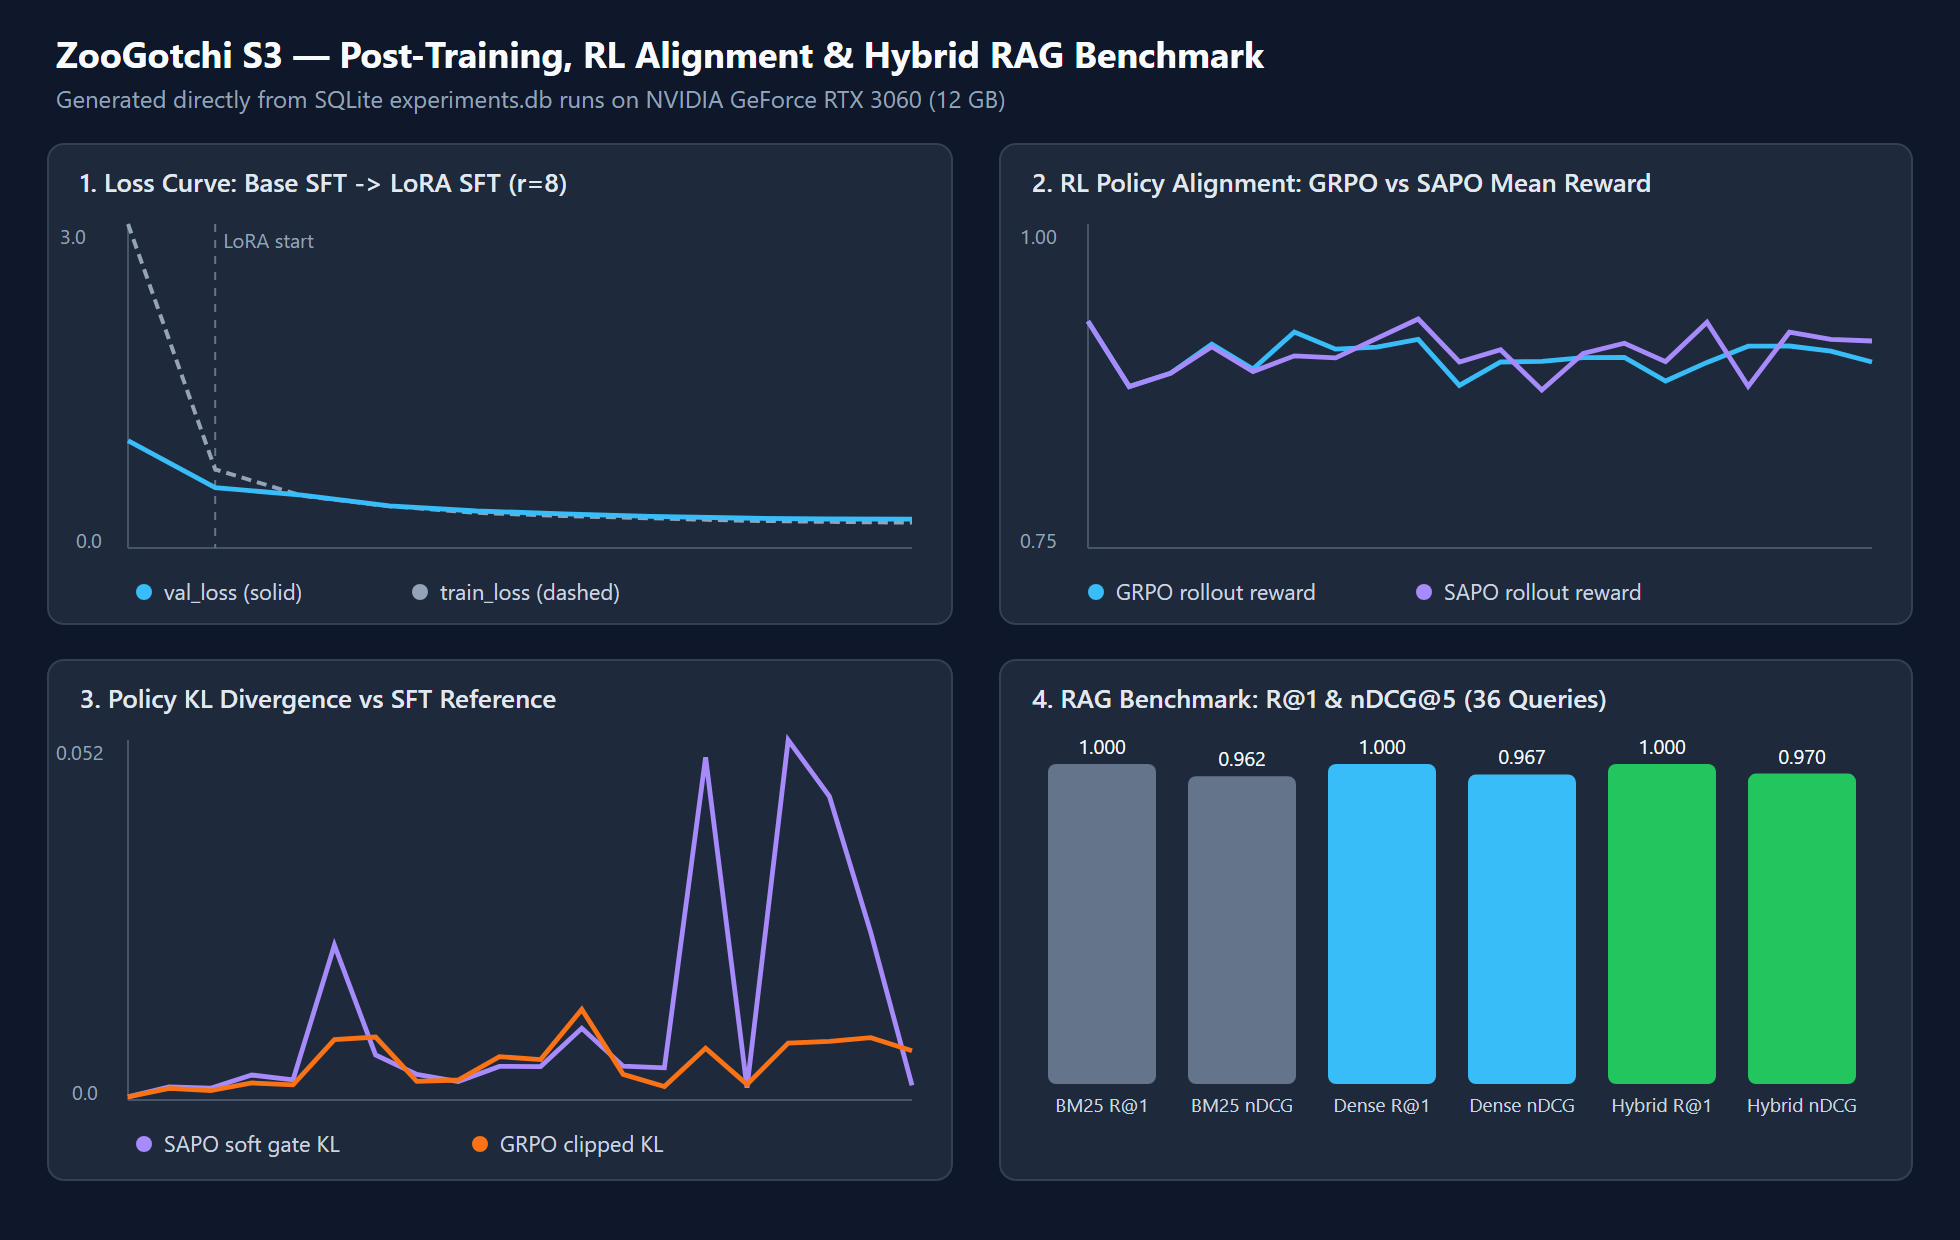 ZooGotchi S3 — Post-Training, RL Alignment & Hybrid RAG Benchmark
Generated directly from SQLite experiments.db runs on NVIDIA GeForce RTX 3060 (12 GB)
1. Loss Curve: Base SFT -> LoRA SFT (r=8)
3.0
LoRA start
0.0
val_loss (solid)
train_loss (dashed)
2. RL Policy Alignment: GRPO vs SAPO Mean Reward
1.00
0.75
GRPO rollout reward
SAPO rollout reward
3. Policy KL Divergence vs SFT Reference
0.052
0.0
SAPO soft gate KL
GRPO clipped KL
4. RAG Benchmark: R@1 & nDCG@5 (36 Queries)
1.000
0.962
1.000
0.967
1.000
0.970
BM25 R@1
BM25 nDCG
Dense R@1
Dense nDCG
Hybrid R@1
Hybrid nDCG